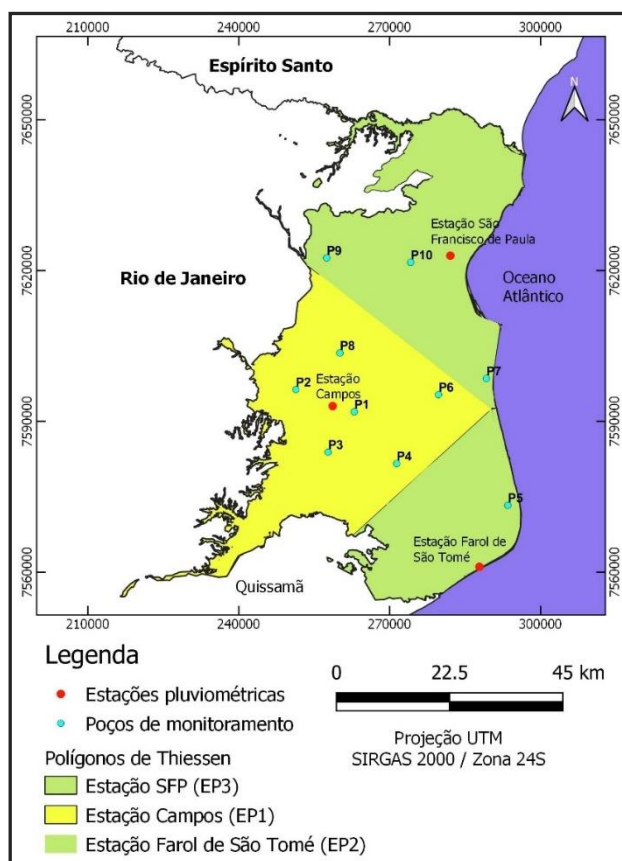 210000 240000 270000 300000
Espírito Santo
N
7650000
7650000
Estação São
Francisco de Paula
P9
P10
7620000
7620000
Rio de Janeiro
Oceano
Atlântico
P8
P2
Estação
Campos
P1
P7
P6
7590000
7590000
P3
P4
P5
Estação Farol de
São Tomé
7560000
7560000
Quissamã
210000 240000 270000 300000
Legenda
Estações pluviométricas
Poços de monitoramento
Polígonos de Thiessen
Estação SFP (EP3)
Estação Campos (EP1)
Estação Farol de São Tomé (EP2)
0 22.5 45 km
Projeção UTM
SIRGAS 2000 / Zona 24S